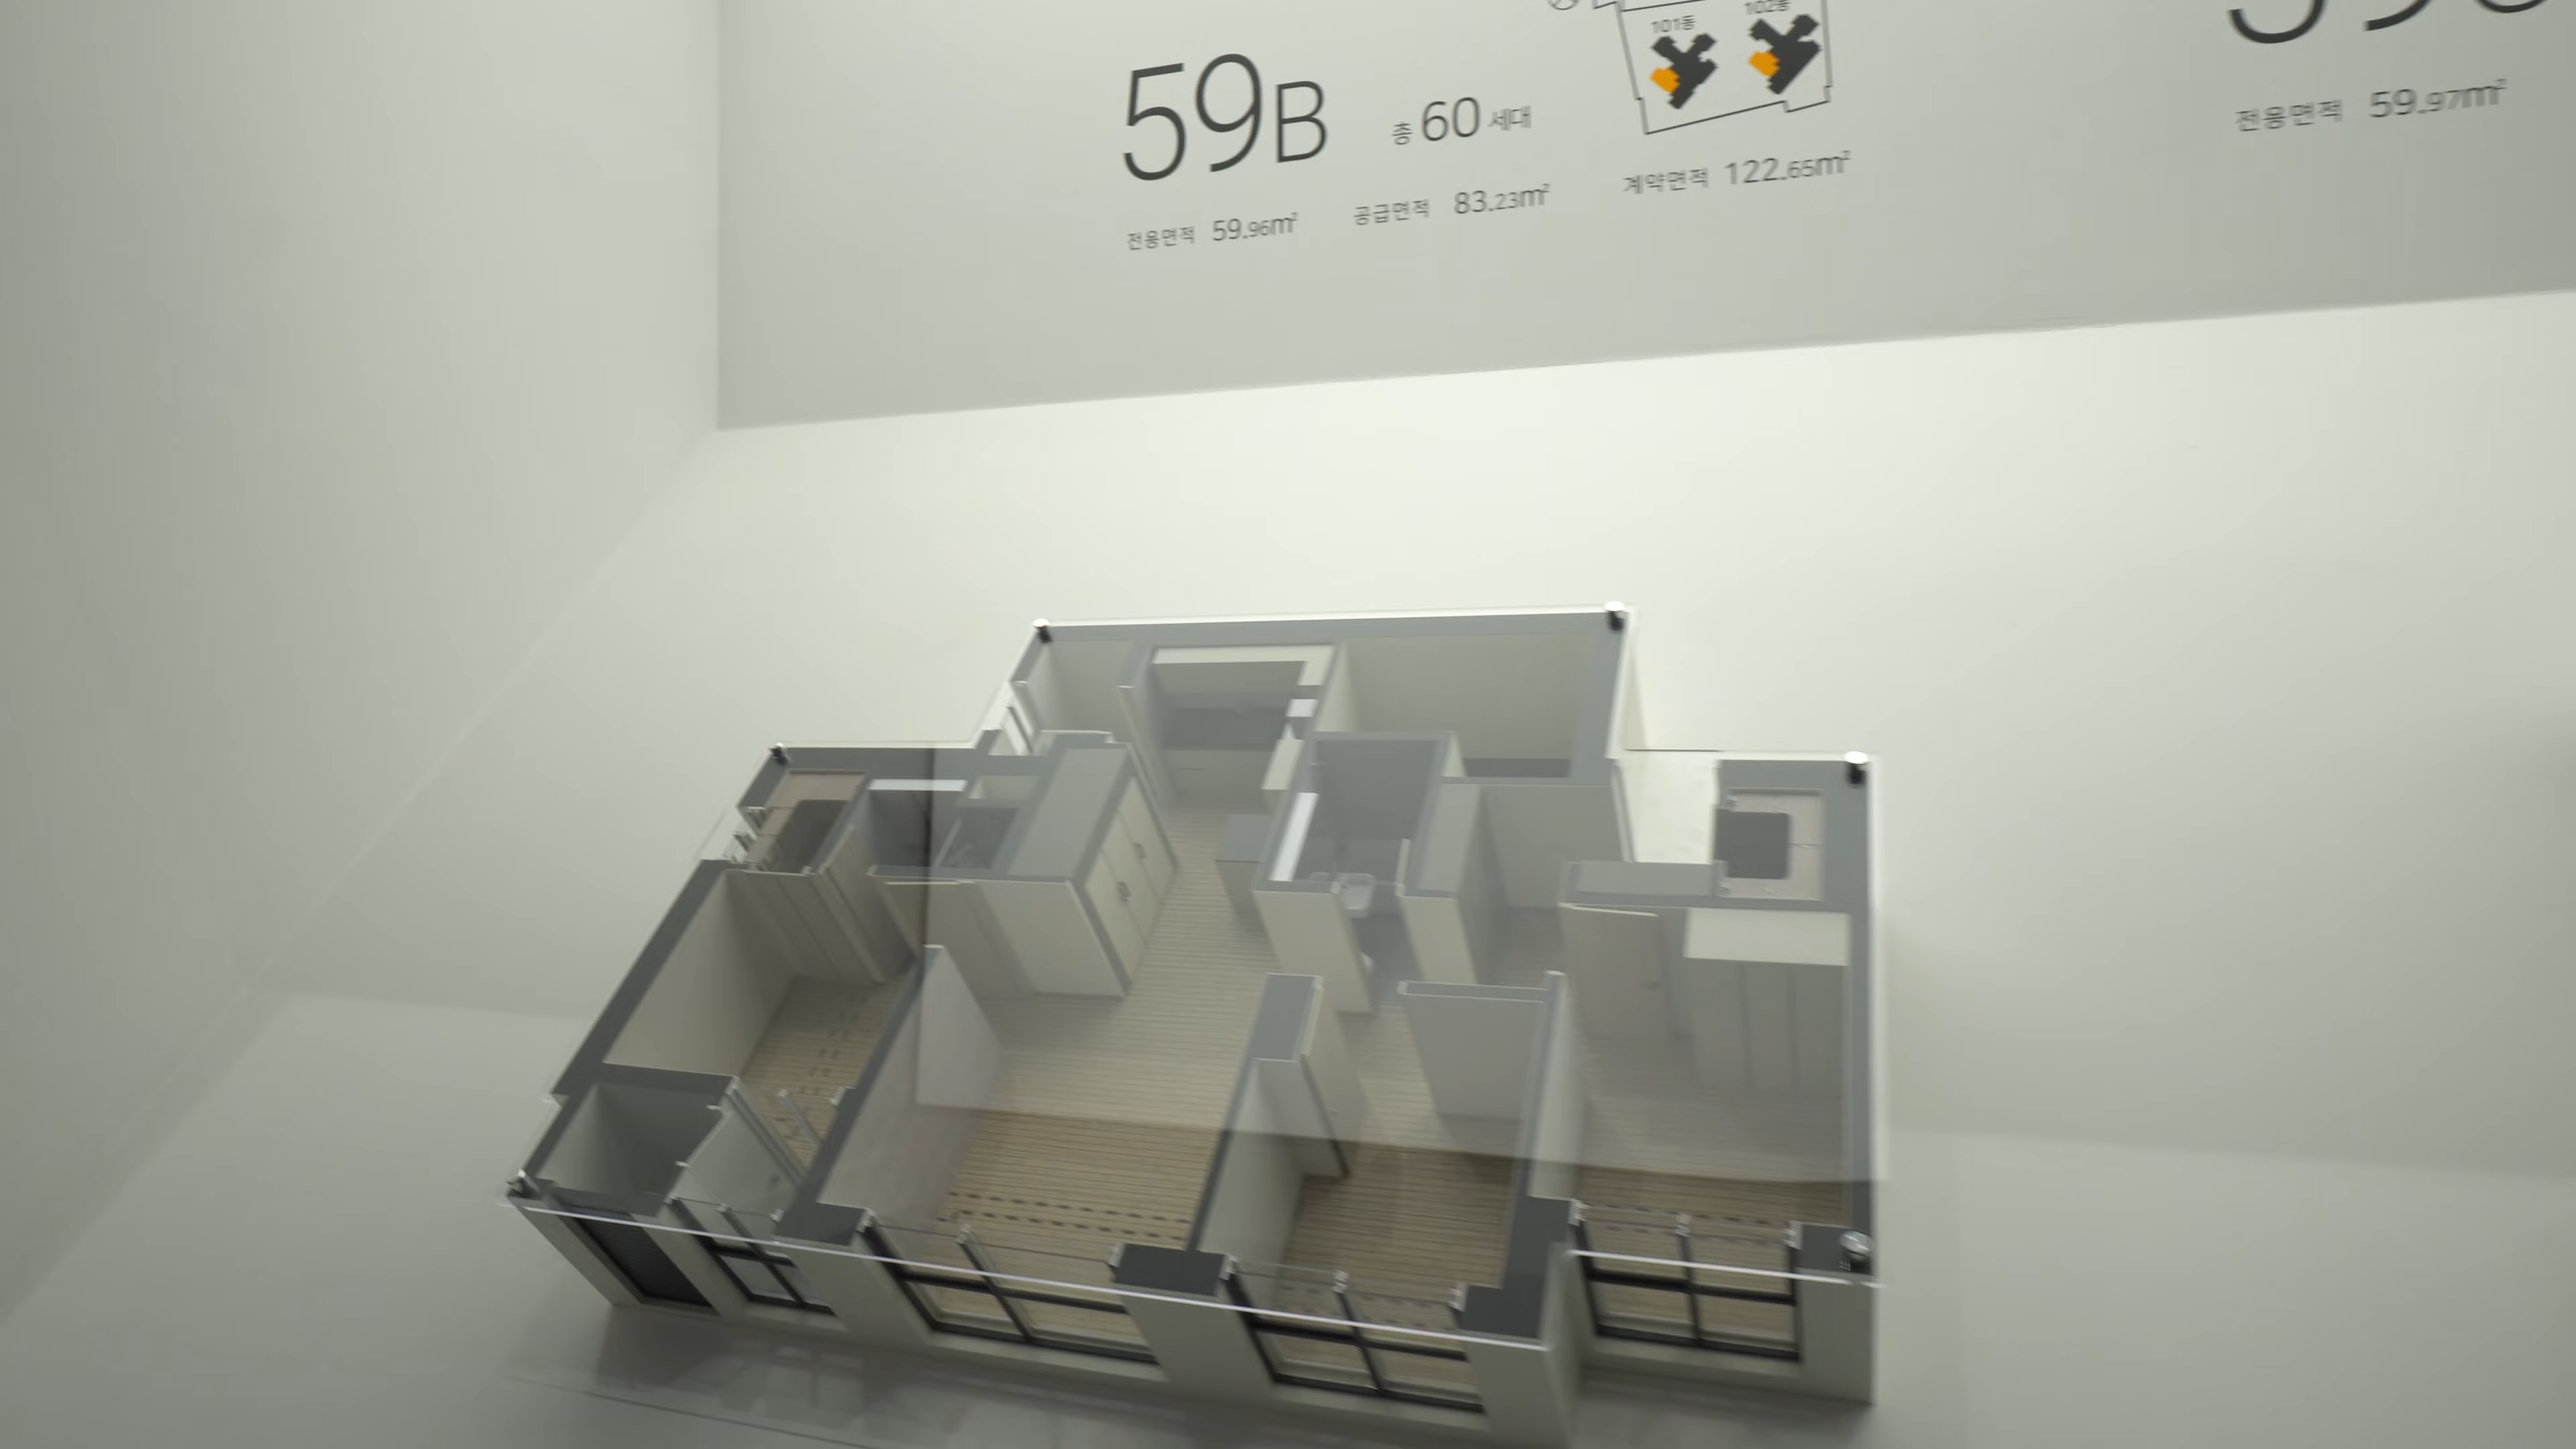 101동 102동
59B 총 60 세대
전용면적 59.96m² 공급면적 83.23m² 계약면적 122.65m²
전용면적 59.97m²